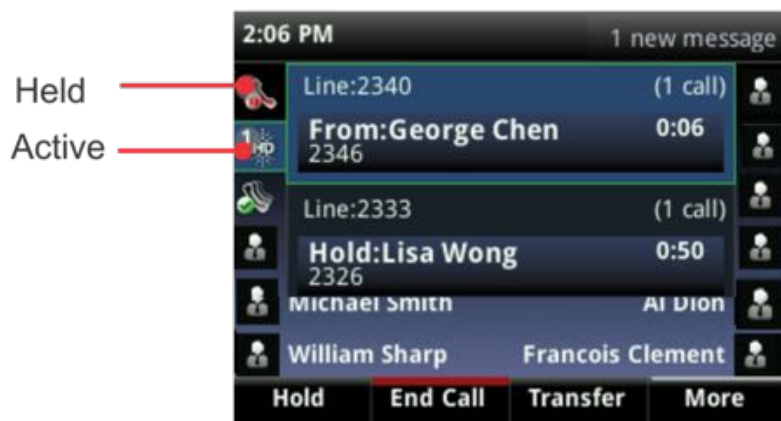 2:06 PM 1 new message
Held
Line:2340 (1 call)
From:George Chen 0:06
2346
Active
1 HD
Line:2333 (1 call)
Hold:Lisa Wong 0:50
2326
Michael Smith Al Dion
William Sharp Francois Clement
Hold End Call Transfer More